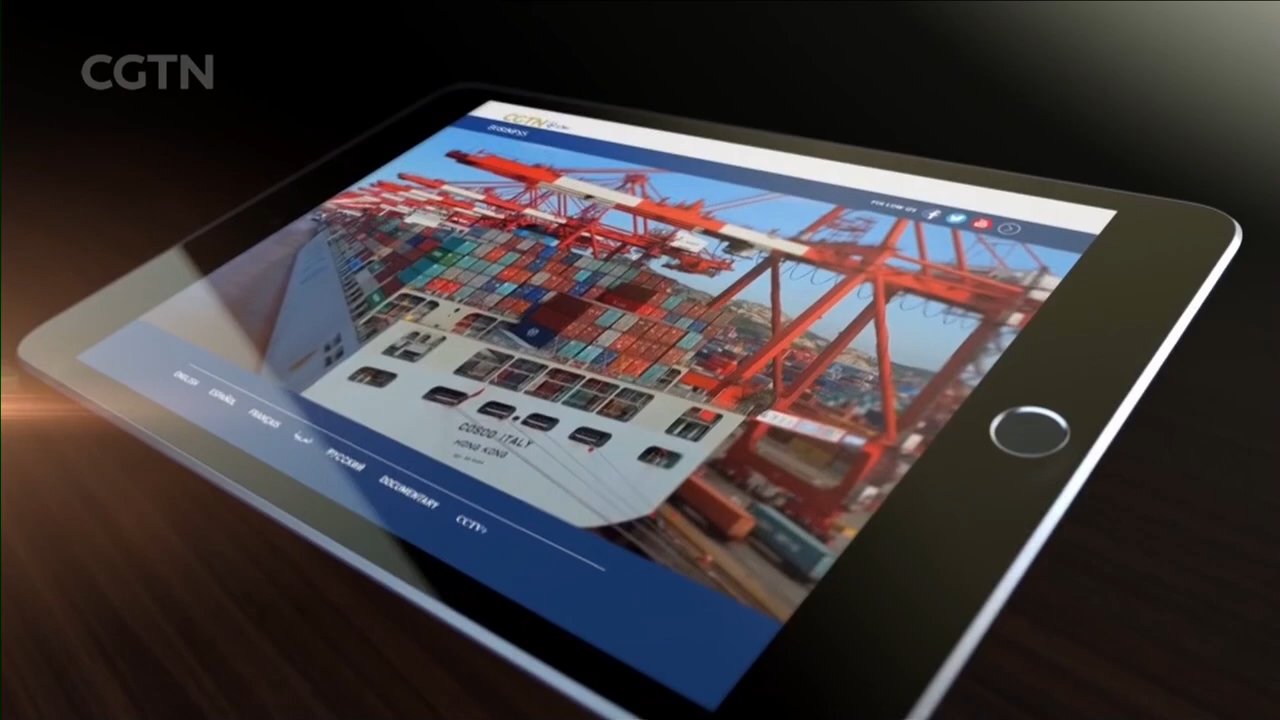 CGTN
CGTN
BUSINESS
FOLLOW US
COSCO ITALY
HONG KONG
ENGLISH
ESPAÑOL
FRANÇAIS
РУССКИЙ
DOCUMENTARY
CCTV+